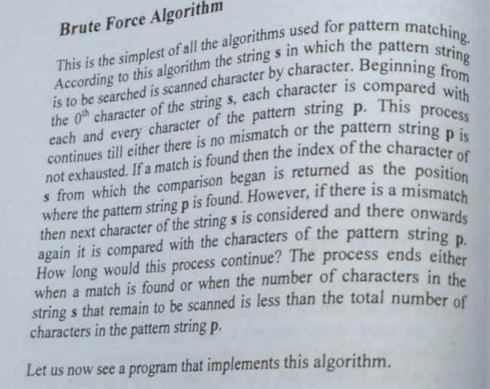 Brute Force Algorithm
This is the simplest of all the algorithms used for pattern matching.
According to this algorithm the string s in which the pattern string
is to be searched is scanned character by character. Beginning from
the 0th character of the string s, each character is compared with
each and every character of the pattern string p. This process
continues till either there is no mismatch or the pattern string p is
not exhausted. If a match is found then the index of the character of
s from which the comparison began is returned as the position
where the pattern string p is found. However, if there is a mismatch
then next character of the string s is considered and there onwards
again it is compared with the characters of the pattern string p.
How long would this process continue? The process ends either
when a match is found or when the number of characters in the
string s that remain to be scanned is less than the total number of
characters in the pattern string p.
Let us now see a program that implements this algorithm.